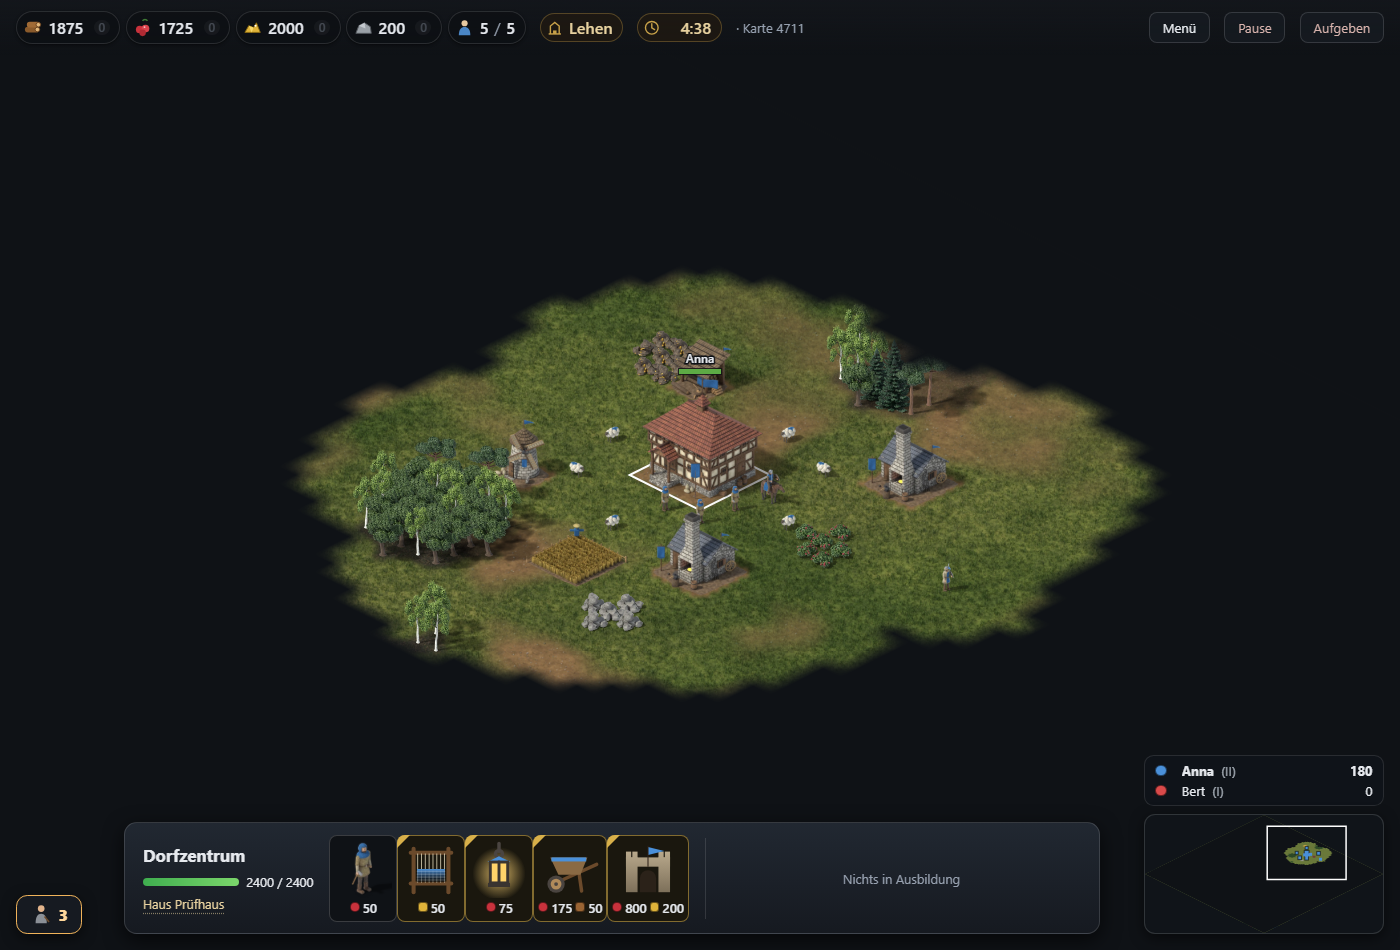 1875 0 1725 0 2000 0 200 0 5 / 5 Lehen 4:38 · Karte 4711 Menü Pause Aufgeben
Anna
Anna (II) 180
Bert (I) 0
Dorfzentrum
2400 / 2400
Haus Prüfhaus
50 50 75 175 50 800 200
Nichts in Ausbildung
3